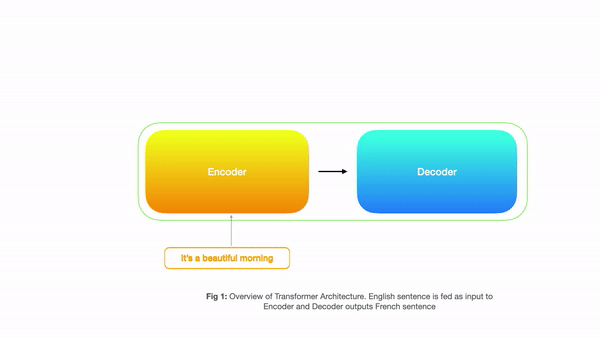 Encoder
Decoder
It's a beautiful morning
Fig 1: Overview of Transformer Architecture. English sentence is fed as input to
Encoder and Decoder outputs French sentence